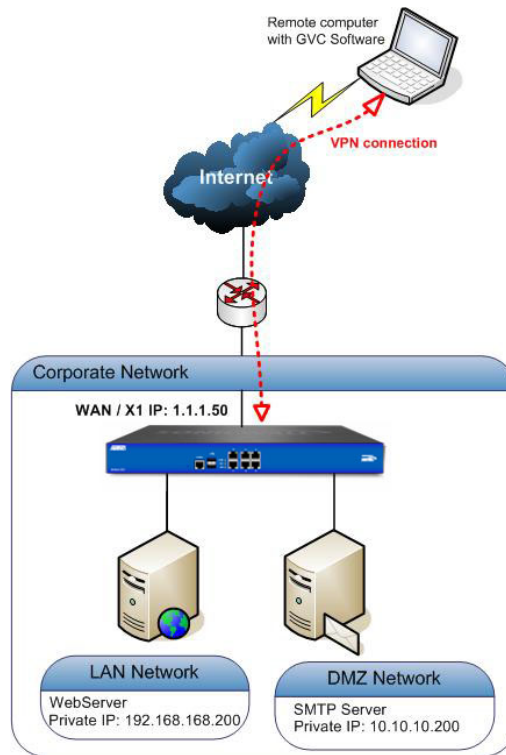 Remote computer
with GVC Software
VPN connection
Internet
Corporate Network
WAN / X1 IP: 1.1.1.50
LAN Network
WebServer
Private IP: 192.168.168.200
DMZ Network
SMTP Server
Private IP: 10.10.10.200